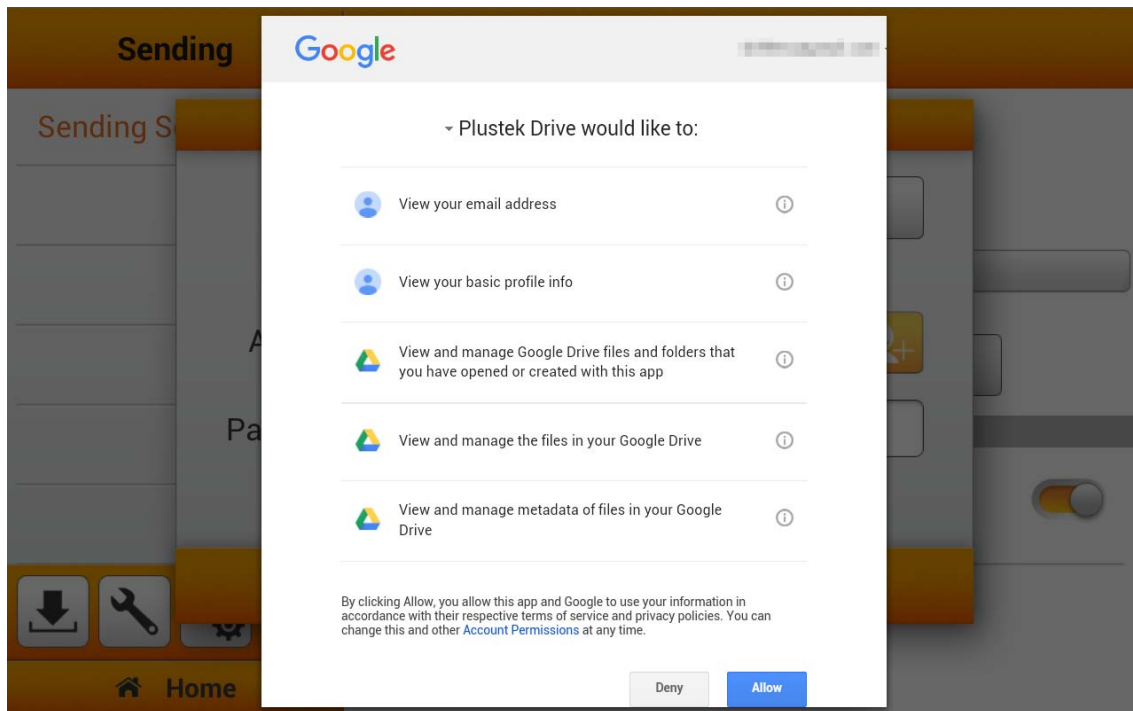 Sending
Google
Sending S
Plustek Drive would like to:
View your email address
View your basic profile info
View and manage Google Drive files and folders that
you have opened or created with this app
A
Pa
View and manage the files in your Google Drive
View and manage metadata of files in your Google
Drive
By clicking Allow, you allow this app and Google to use your information in
accordance with their respective terms of service and privacy policies. You can
change this and other Account Permissions at any time.
Deny
Allow
Home